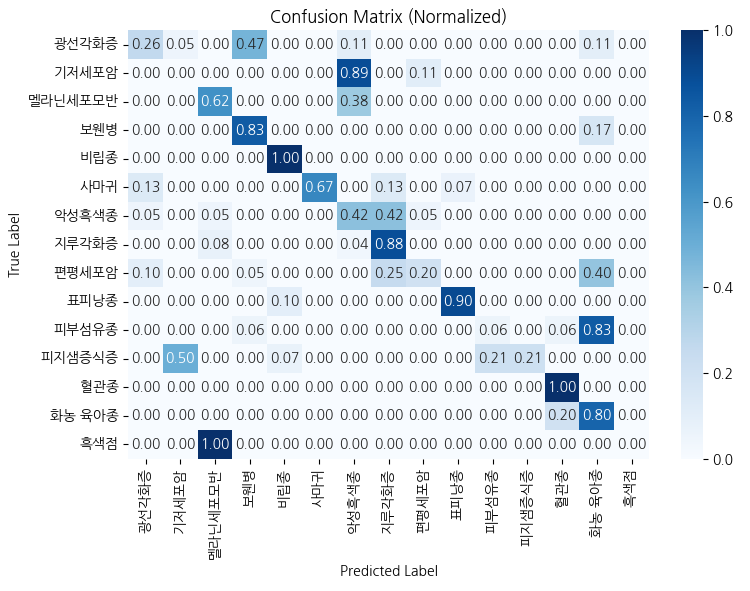 Confusion Matrix (Normalized)
True Label
광선각화증 0.26 0.05 0.00 0.47 0.00 0.00 0.11 0.00 0.00 0.00 0.00 0.00 0.00 0.11 0.00
기저세포암 0.00 0.00 0.00 0.00 0.00 0.00 0.89 0.00 0.11 0.00 0.00 0.00 0.00 0.00 0.00
멜라닌세포모반 0.00 0.00 0.62 0.00 0.00 0.00 0.38 0.00 0.00 0.00 0.00 0.00 0.00 0.00 0.00
보웬병 0.00 0.00 0.00 0.83 0.00 0.00 0.00 0.00 0.00 0.00 0.00 0.00 0.00 0.17 0.00
비립종 0.00 0.00 0.00 0.00 1.00 0.00 0.00 0.00 0.00 0.00 0.00 0.00 0.00 0.00 0.00
사마귀 0.13 0.00 0.00 0.00 0.00 0.67 0.00 0.13 0.00 0.07 0.00 0.00 0.00 0.00 0.00
악성흑색종 0.05 0.00 0.05 0.00 0.00 0.00 0.42 0.42 0.05 0.00 0.00 0.00 0.00 0.00 0.00
지루각화증 0.00 0.00 0.08 0.00 0.00 0.00 0.04 0.88 0.00 0.00 0.00 0.00 0.00 0.00 0.00
편평세포암 0.10 0.00 0.00 0.05 0.00 0.00 0.00 0.25 0.20 0.00 0.00 0.00 0.00 0.40 0.00
표피낭종 0.00 0.00 0.00 0.00 0.10 0.00 0.00 0.00 0.00 0.90 0.00 0.00 0.00 0.00 0.00
피부섬유종 0.00 0.00 0.00 0.06 0.00 0.00 0.00 0.00 0.00 0.00 0.06 0.00 0.06 0.83 0.00
피지샘증식증 0.00 0.50 0.00 0.00 0.07 0.00 0.00 0.00 0.00 0.00 0.21 0.21 0.00 0.00 0.00
혈관종 0.00 0.00 0.00 0.00 0.00 0.00 0.00 0.00 0.00 0.00 0.00 0.00 1.00 0.00 0.00
화농 육아종 0.00 0.00 0.00 0.00 0.00 0.00 0.00 0.00 0.00 0.00 0.00 0.00 0.20 0.80 0.00
흑색점 0.00 0.00 1.00 0.00 0.00 0.00 0.00 0.00 0.00 0.00 0.00 0.00 0.00 0.00 0.00
광선각화증
기저세포암
멜라닌세포모반
보웬병
비립종
사마귀
악성흑색종
지루각화증
편평세포암
표피낭종
피부섬유종
피지샘증식증
혈관종
화농 육아종
흑색점
Predicted Label
1.0
0.8
0.6
0.4
0.2
0.0